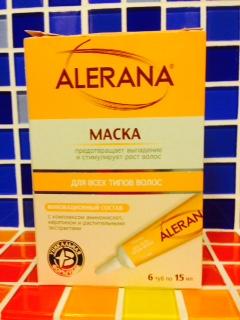 ALERANA®
МАСКА
предотвращает выпадение
и стимулирует рост волос
ДЛЯ ВСЕХ ТИПОВ ВОЛОС
ИННОВАЦИОННЫЙ СОСТАВ
с комплексом аминокислот,
кератином и растительными
экстрактами
ALERANA
6 туб по 15 мл